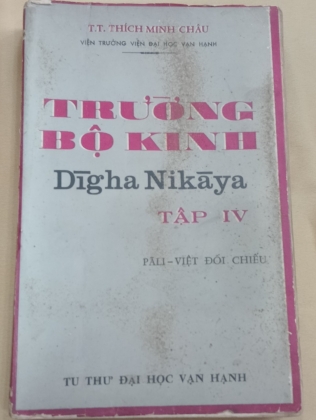 T.T. THÍCH MINH CHÂU
VIỆN TRƯỞNG VIỆN ĐẠI HỌC VẠN HẠNH
TRƯỜNG
BỘ KINH
Dīgha Nikāya
TẬP IV
PĀLI - VIỆT ĐỐI CHIẾU
TU THƯ ĐẠI HỌC VẠN HẠNH